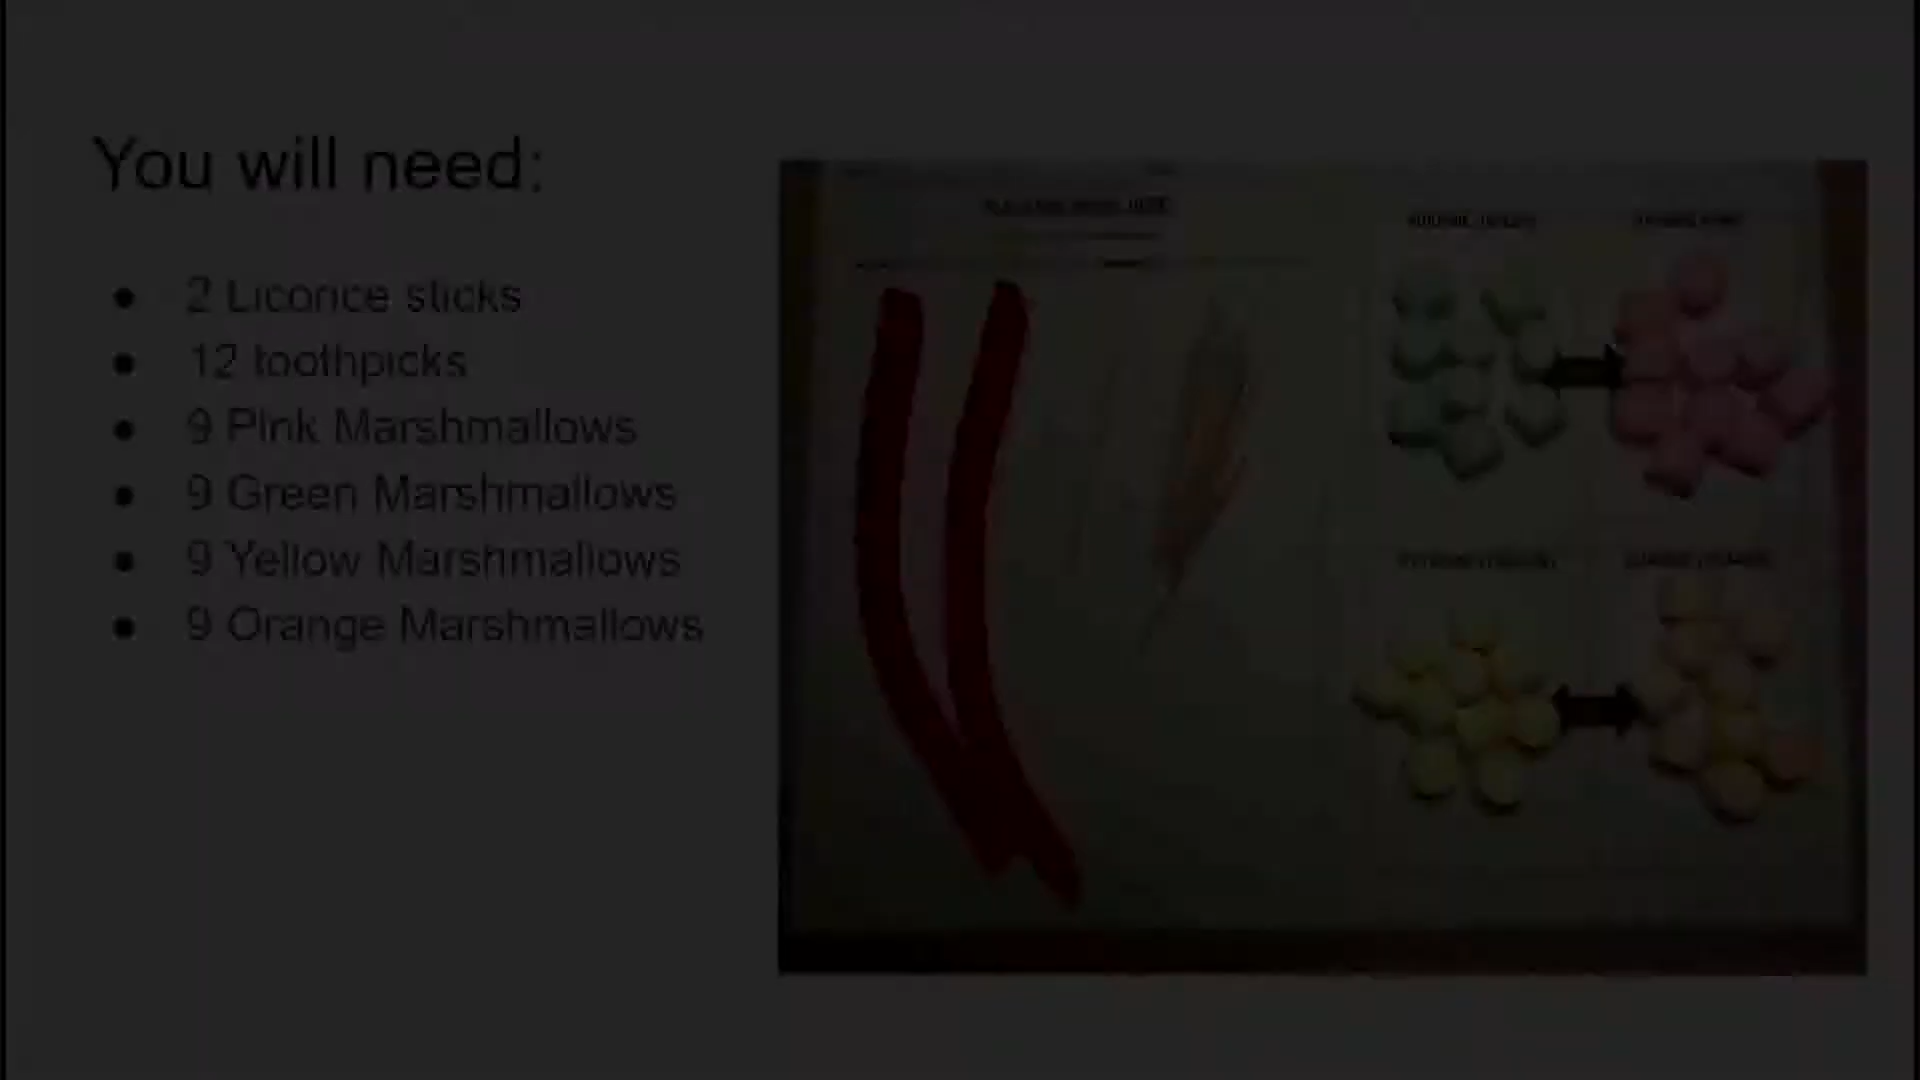 You will need:
● 2 Licorice sticks
● 12 toothpicks
● 9 Pink Marshmallows
● 9 Green Marshmallows
● 9 Yellow Marshmallows
● 9 Orange Marshmallows